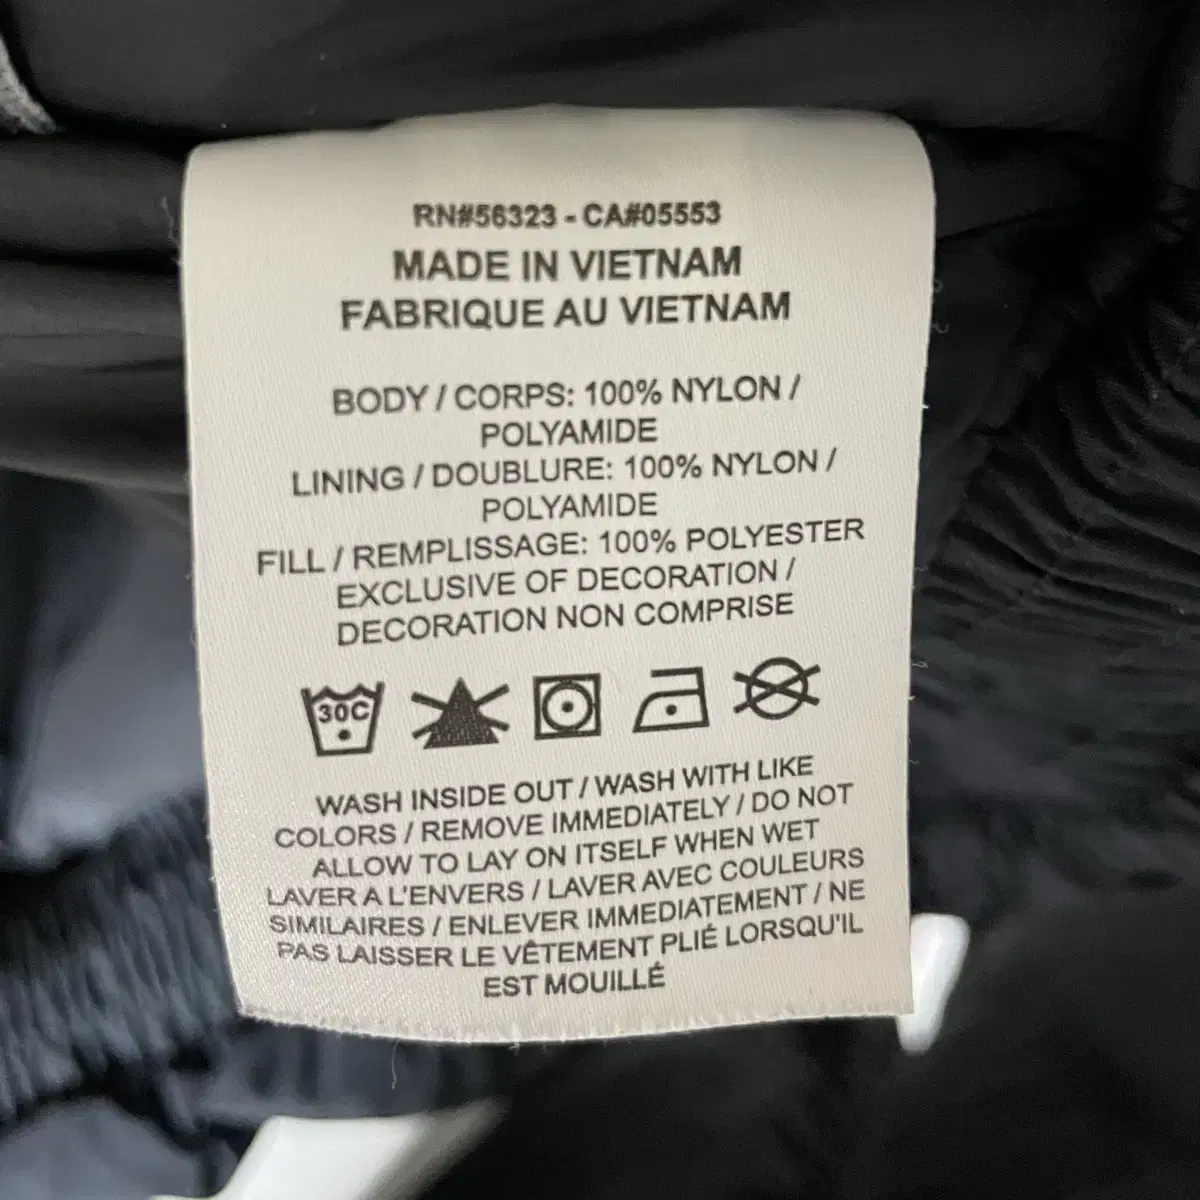 RN#56323 - CA#05553
MADE IN VIETNAM
FABRIQUE AU VIETNAM
BODY / CORPS: 100% NYLON /
POLYAMIDE
LINING / DOUBLURE: 100% NYLON /
POLYAMIDE
FILL / REMPLISSAGE: 100% POLYESTER
EXCLUSIVE OF DECORATION /
DECORATION NON COMPRISE
30C
WASH INSIDE OUT / WASH WITH LIKE
COLORS / REMOVE IMMEDIATELY / DO NOT
ALLOW TO LAY ON ITSELF WHEN WET
LAVER A L'ENVERS / LAVER AVEC COULEURS
SIMILAIRES / ENLEVER IMMEDIATEMENT / NE
PAS LAISSER LE VÊTEMENT PLIÉ LORSQU'IL
EST MOUILLÉ